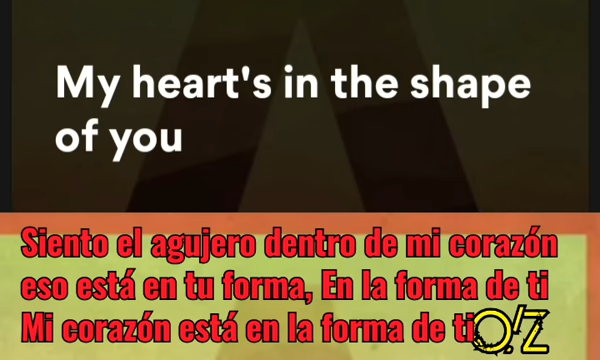 My heart's in the shape
of you
Siento el agujero dentro de mi corazón
eso está en tu forma, En la forma de ti
Mi corazón está en la forma de ti
O!Z